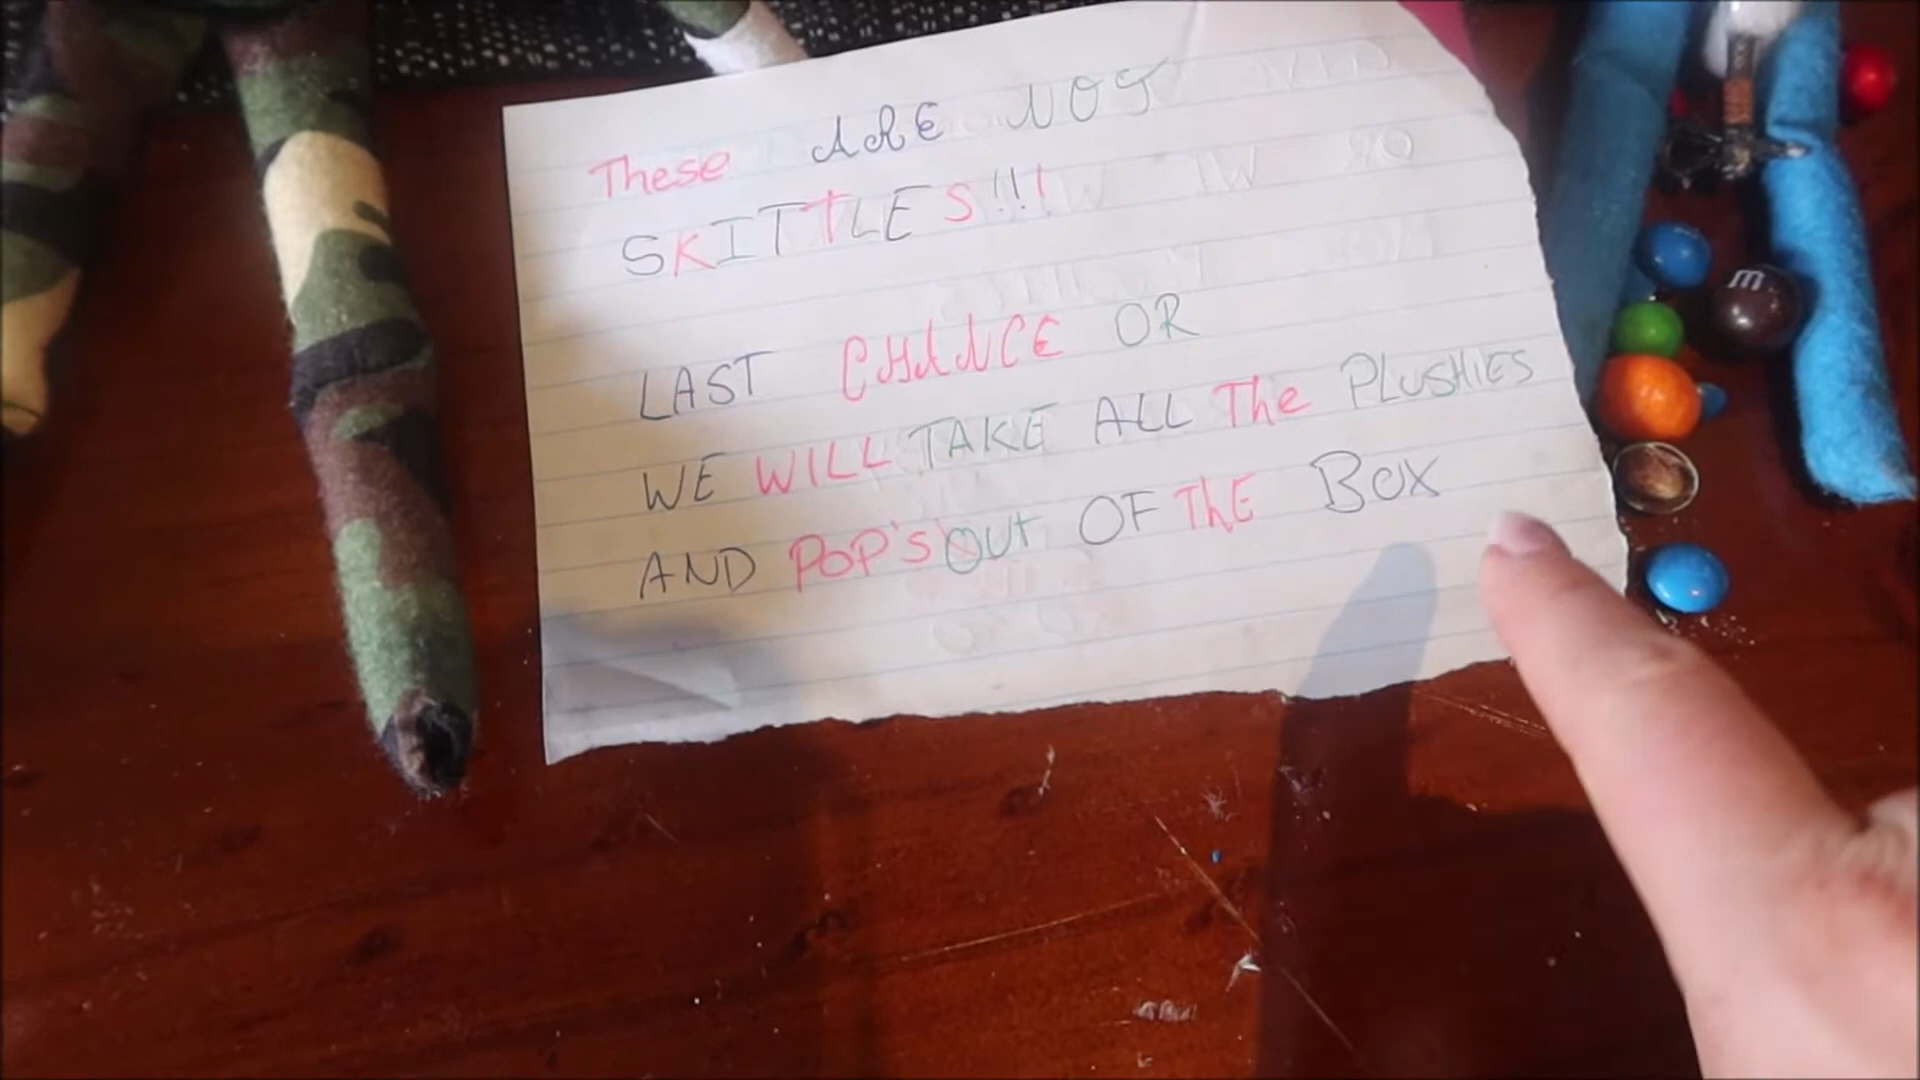 These ARE NOT
SKITTLES!!!
LAST CHANCE OR
WE WILL TAKE ALL The PLUSHIES
AND POP'S OUt OF ThE BOX
m